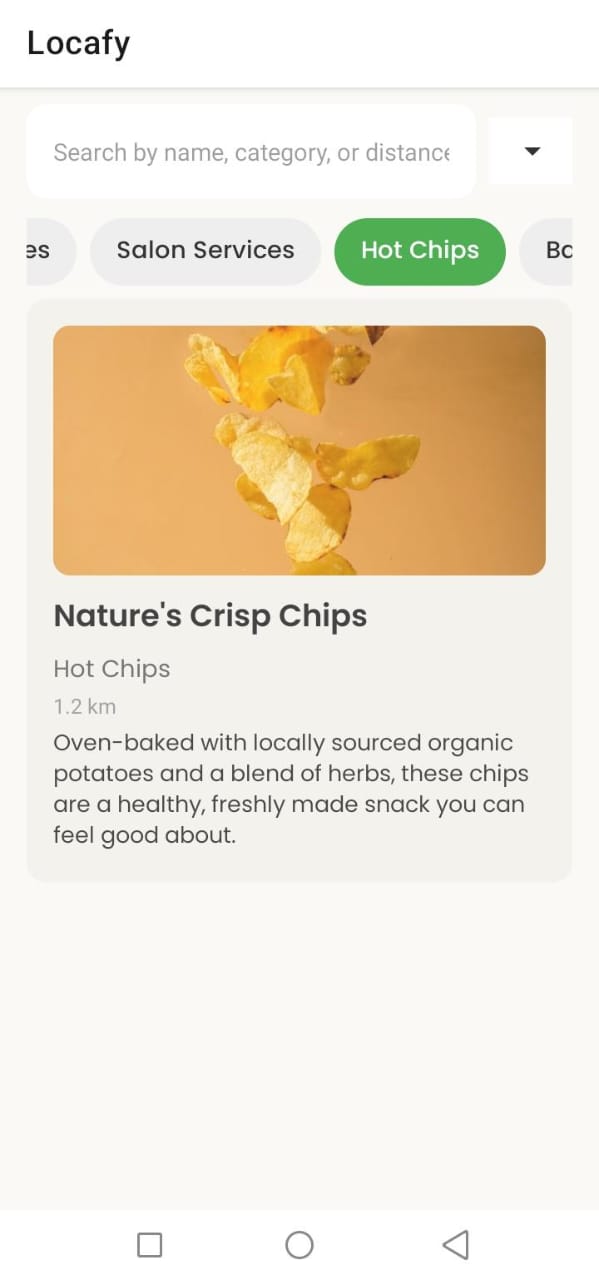 Locafy
Search by name, category, or distance
es Salon Services Hot Chips Ba
Nature's Crisp Chips
Hot Chips
1.2 km
Oven-baked with locally sourced organic
potatoes and a blend of herbs, these chips
are a healthy, freshly made snack you can
feel good about.